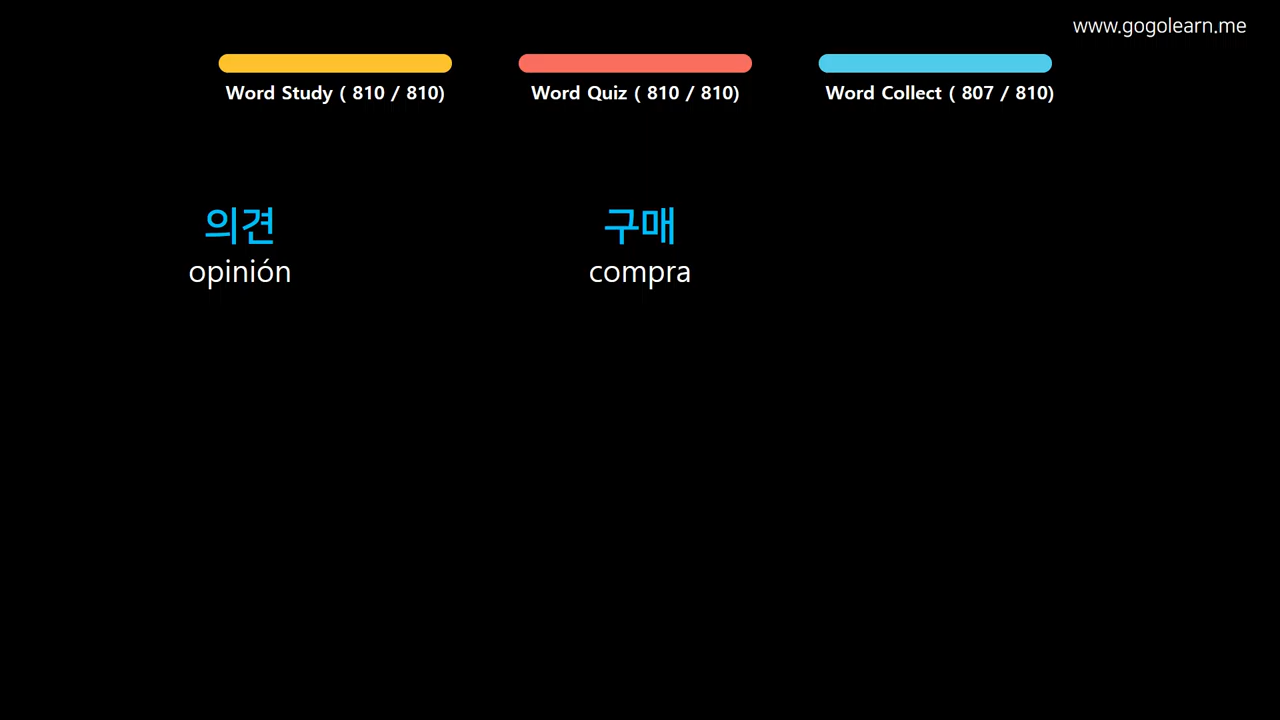 www.gogolearn.me
Word Study ( 810 / 810)
Word Quiz ( 810 / 810)
Word Collect ( 807 / 810)
의견
opinión
구매
compra